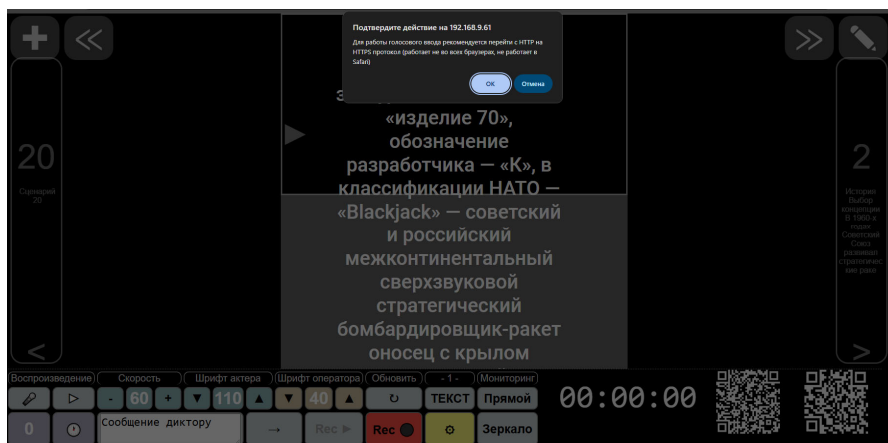 Подтвердите действие на 192.168.9.61
Для работы голосового ввода рекомендуется перейти с HTTP на
HTTPS протокол (работает не во всех браузерах, не работает в
Safari)
OK
Отмена
20
Сценарий
20
«изделие 70»,
обозначение
разработчика — «К», в
классификации НАТО —
«Blackjack» — советский
и российский
межконтинентальный
сверхзвуковой
стратегический
бомбардировщик-ракет
оносец с крылом
2
История
Выбор
концепции
В 1960-х
годах
Советский
Союз
развивал
стратегичес
кие раке
Воспроизведение
Скорость
Шрифт актера
Шрифт оператора
Обновить
- 1 -
Мониторинг
- 60 +
110
40
ТЕКСТ
Прямой
00:00:00
0
Сообщение диктору
→
Rec
Rec
Зеркало